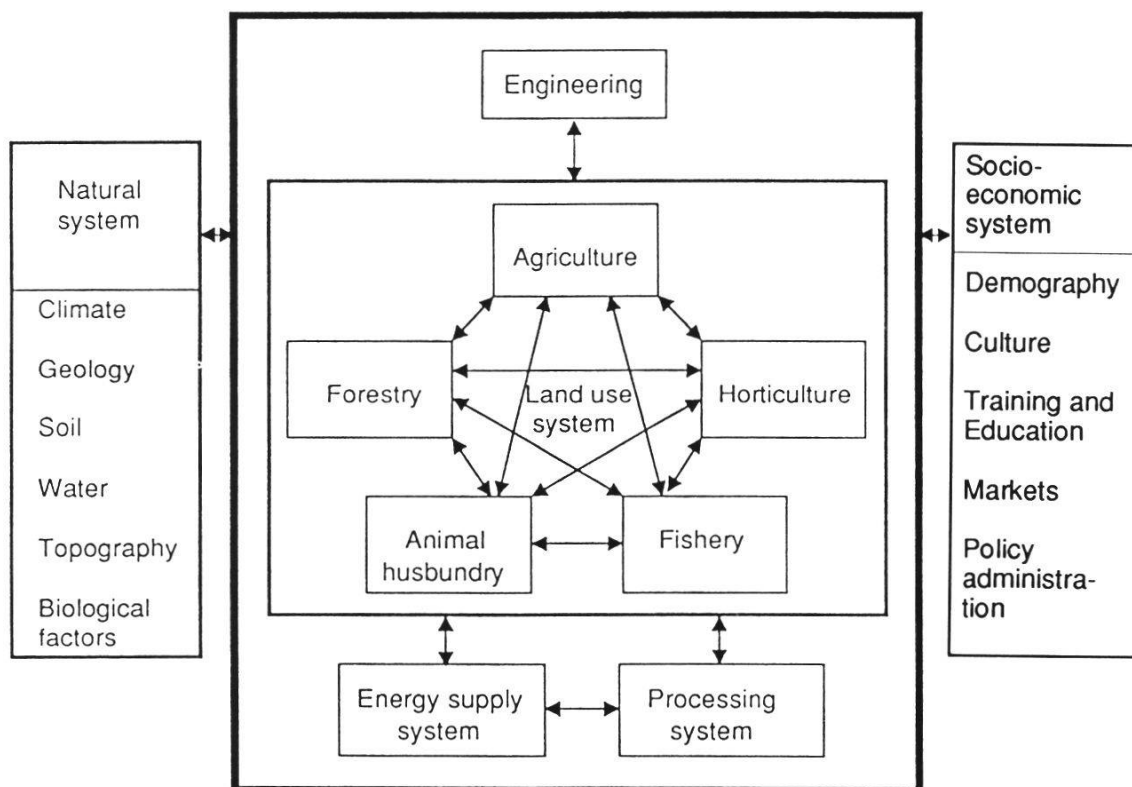 Engineering
Natural
system
Climate
Geology
Soil
Water
Topography
Biological
factors
Agriculture
Forestry
Land use
system
Horticulture
Animal
husbundry
Fishery
Energy supply
system
Processing
system
Socio-
economic
system
Demography
Culture
Training and
Education
Markets
Policy
administra-
tion